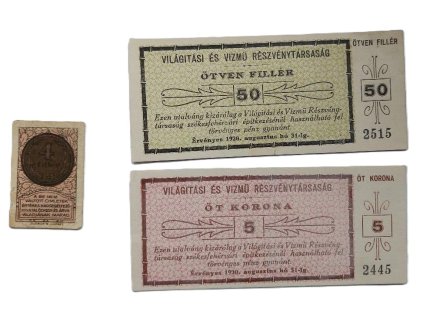 VILÁGITÁSI ÉS VIZMŰ RÉSZVÉNYTÁRSASÁG
ÖTVEN FILLÉR
50
Ezen utalvány kizárólag a Világitási és Vizmű Részvény-
társaság székesfehérvári építkezésénél használható fel
törvényes pénz gyanánt.
Érvényes 1920. augusztus hó 31-ig.
ÖTVEN FILLÉR
50
2515
VILÁGITÁSI ÉS VIZMŰ RÉSZVÉNYTÁRSASÁG
ÖT KORONA
5
Ezen utalvány kizárólag a Világitási és Vizmű Részvény-
társaság székesfehérvári építkezésénél használható fel
törvényes pénz gyanánt.
Érvényes 1920. augusztus hó 31-ig.
ÖT KORONA
5
2445
1